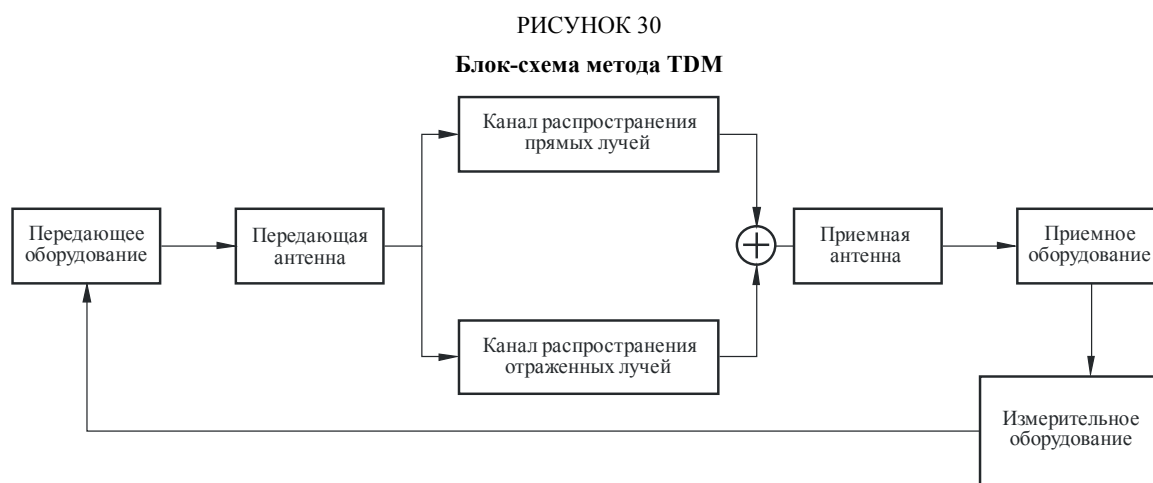 РИСУНОК 30
Блок-схема метода TDM
Канал распространения
прямых лучей
Передающее
оборудование
Передающая
антенна
Приемная
антенна
Приемное
оборудование
Канал распространения
отраженных лучей
Измерительное
оборудование